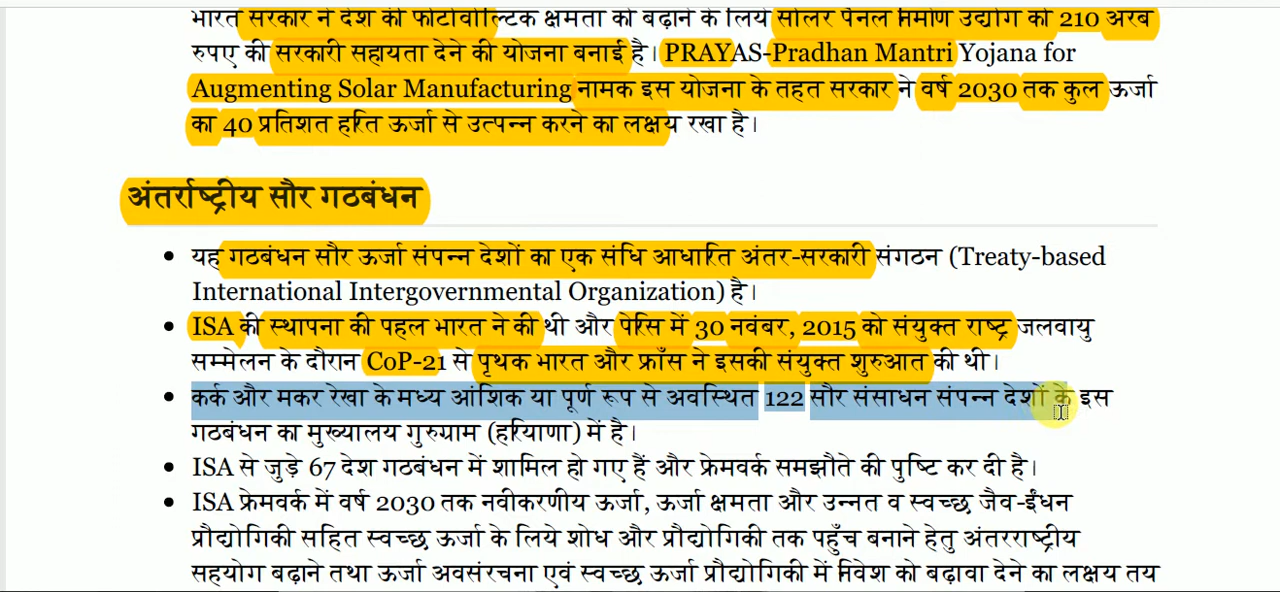 भारत सरकार ने देश की फोटोवोल्टिक क्षमता को बढ़ाने के लिये सोलर पैनल निर्माण उद्योग को 210 अरब
रुपए की सरकारी सहायता देने की योजना बनाई है। PRAYAS-Pradhan Mantri Yojana for
Augmenting Solar Manufacturing नामक इस योजना के तहत सरकार ने वर्ष 2030 तक कुल ऊर्जा
का 40 प्रतिशत हरित ऊर्जा से उत्पन्न करने का लक्ष्य रखा है।
अंतर्राष्ट्रीय सौर गठबंधन
• यह गठबंधन सौर ऊर्जा संपन्न देशों का एक संधि आधारित अंतर-सरकारी संगठन (Treaty-based
International Intergovernmental Organization) है।
• ISA की स्थापना की पहल भारत ने की थी और पेरिस में 30 नवंबर, 2015 को संयुक्त राष्ट्र जलवायु
सम्मेलन के दौरान CoP-21 से पृथक भारत और फ्राँस ने इसकी संयुक्त शुरुआत की थी।
• कर्क और मकर रेखा के मध्य आंशिक या पूर्ण रूप से अवस्थित 122 सौर संसाधन संपन्न देशों के इस
गठबंधन का मुख्यालय गुरुग्राम (हरियाणा) में है।
• ISA से जुड़े 67 देश गठबंधन में शामिल हो गए हैं और फ्रेमवर्क समझौते की पुष्टि कर दी है।
• ISA फ्रेमवर्क में वर्ष 2030 तक नवीकरणीय ऊर्जा, ऊर्जा क्षमता और उन्नत व स्वच्छ जैव-ईंधन
प्रौद्योगिकी सहित स्वच्छ ऊर्जा के लिये शोध और प्रौद्योगिकी तक पहुँच बनाने हेतु अंतरराष्ट्रीय
सहयोग बढ़ाने तथा ऊर्जा अवसंरचना एवं स्वच्छ ऊर्जा प्रौद्योगिकी में निवेश को बढ़ावा देने का लक्ष्य तय